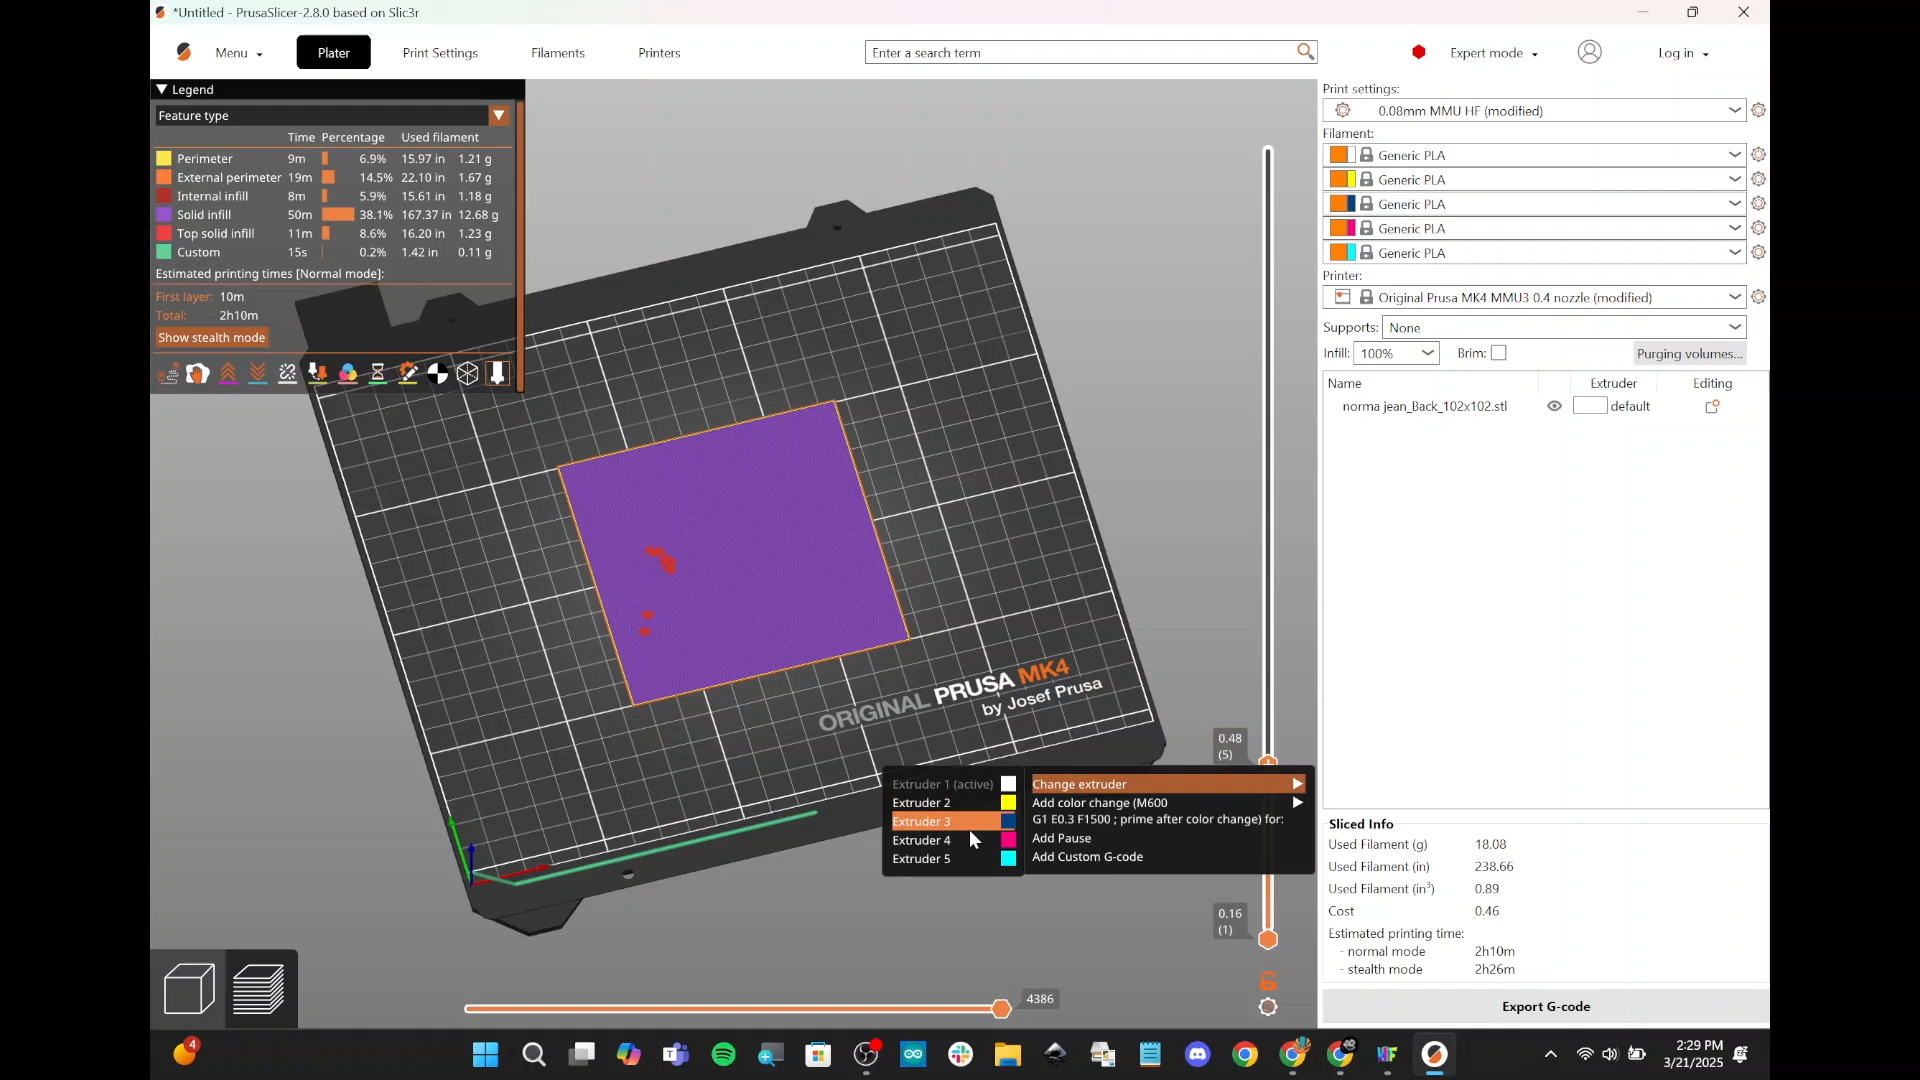 *Untitled - PrusaSlicer-2.8.0 based on Slic3r
Menu
Plater
Print Settings
Filaments
Printers
Enter a search term
Expert mode
Log in
Legend
Feature type
Time Percentage Used filament
Perimeter 9m 6.9% 15.97 in 1.21 g
External perimeter 19m 14.5% 22.10 in 1.67 g
Internal infill 8m 5.9% 15.61 in 1.18 g
Solid infill 50m 38.1% 167.37 in 12.68 g
Top solid infill 11m 8.6% 16.20 in 1.23 g
Custom 15s 0.2% 1.42 in 0.11 g
Estimated printing times [Normal mode]:
First layer: 10m
Total: 2h10m
Show stealth mode
ORIGINAL PRUSA MK4
by Josef Prusa
0.48
(5)
Extruder 1 (active)
Extruder 2
Extruder 3
Extruder 4
Extruder 5
Change extruder
Add color change (M600
G1 E0.3 F1500 ; prime after color change) for:
Add Pause
Add Custom G-code
0.16
(1)
4386
Print settings:
0.08mm MMU HF (modified)
Filament:
Generic PLA
Generic PLA
Generic PLA
Generic PLA
Generic PLA
Printer:
Original Prusa MK4 MMU3 0.4 nozzle (modified)
Supports: None
Infill: 100% Brim: Purging volumes...
Name Extruder Editing
norma jean_Back_102x102.stl default
Sliced Info
Used Filament (g) 18.08
Used Filament (in) 238.66
Used Filament (in³) 0.89
Cost 0.46
Estimated printing time:
- normal mode 2h10m
- stealth mode 2h26m
Export G-code
4
2:29 PM
3/21/2025